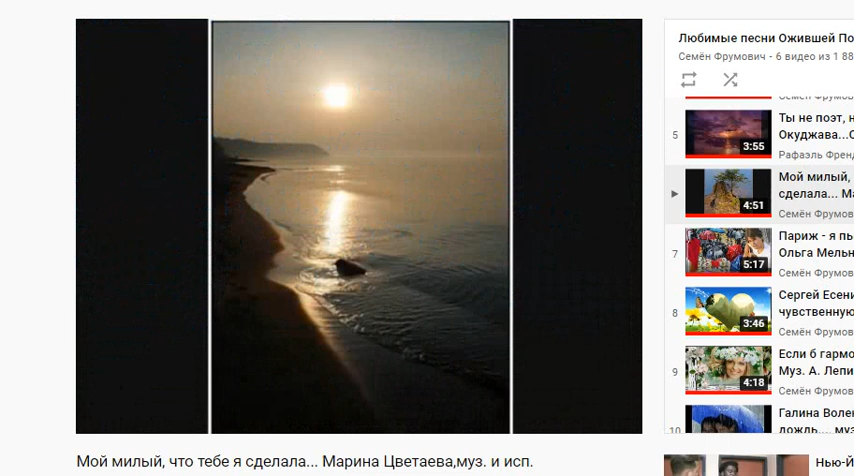 Любимые песни Ожившей По
Семён Фрумович - 6 видео из 1 88
5
3:55
Ты не поэт, н
Окуджава...С
Рафаэль Френд
4:51
Мой милый,
сделала... Ма
Семён Фрумов
7
5:17
Париж - я пь
Ольга Мельн
Семён Фрумов
8
3:46
Сергей Есени
чувственную
Семён Фрумов
9
4:18
Если б гармо
Муз. А. Лепи
Семён Фрумов
10
Галина Волен
дождь.... муз
Мой милый, что тебе я сделала... Марина Цветаева,муз. и исп.
Нью-Й